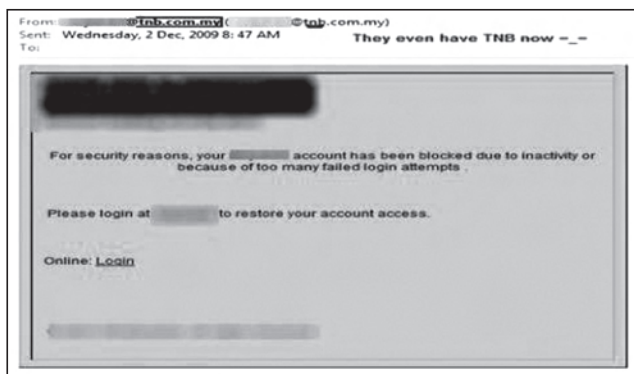 From: @tnb.com.my ( @tnb.com.my)
Sent: Wednesday, 2 Dec, 2009 8: 47 AM They even have TNB now =_=
To:
For security reasons, your account has been blocked due to inactivity or
because of too many failed login attempts .
Please login at to restore your account access.
Online: Login